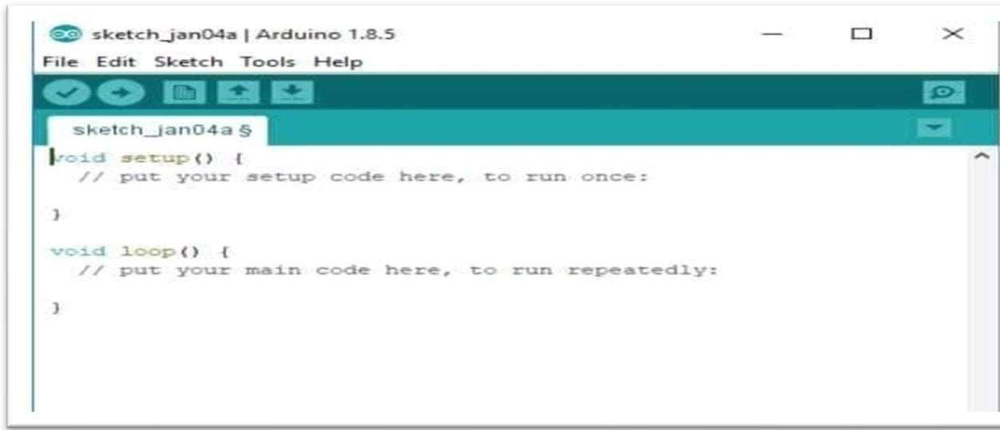 sketch_jan04a | Arduino 1.8.5
File Edit Sketch Tools Help
sketch_jan04a §
void setup() {
  // put your setup code here, to run once:
}
void loop() {
  // put your main code here, to run repeatedly:
}